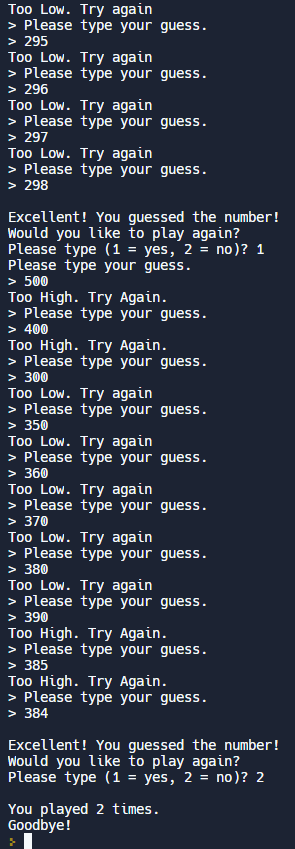 Too Low. Try again
> Please type your guess.
> 295
Too Low. Try again
> Please type your guess.
> 296
Too Low. Try again
> Please type your guess.
> 297
Too Low. Try again
> Please type your guess.
> 298

Excellent! You guessed the number!
Would you like to play again?
Please type (1 = yes, 2 = no)? 1
Please type your guess.
> 500
Too High. Try Again.
> Please type your guess.
> 400
Too High. Try Again.
> Please type your guess.
> 300
Too Low. Try again
> Please type your guess.
> 350
Too Low. Try again
> Please type your guess.
> 360
Too Low. Try again
> Please type your guess.
> 370
Too Low. Try again
> Please type your guess.
> 380
Too Low. Try again
> Please type your guess.
> 390
Too High. Try Again.
> Please type your guess.
> 385
Too High. Try Again.
> Please type your guess.
> 384

Excellent! You guessed the number!
Would you like to play again?
Please type (1 = yes, 2 = no)? 2

You played 2 times.
Goodbye!